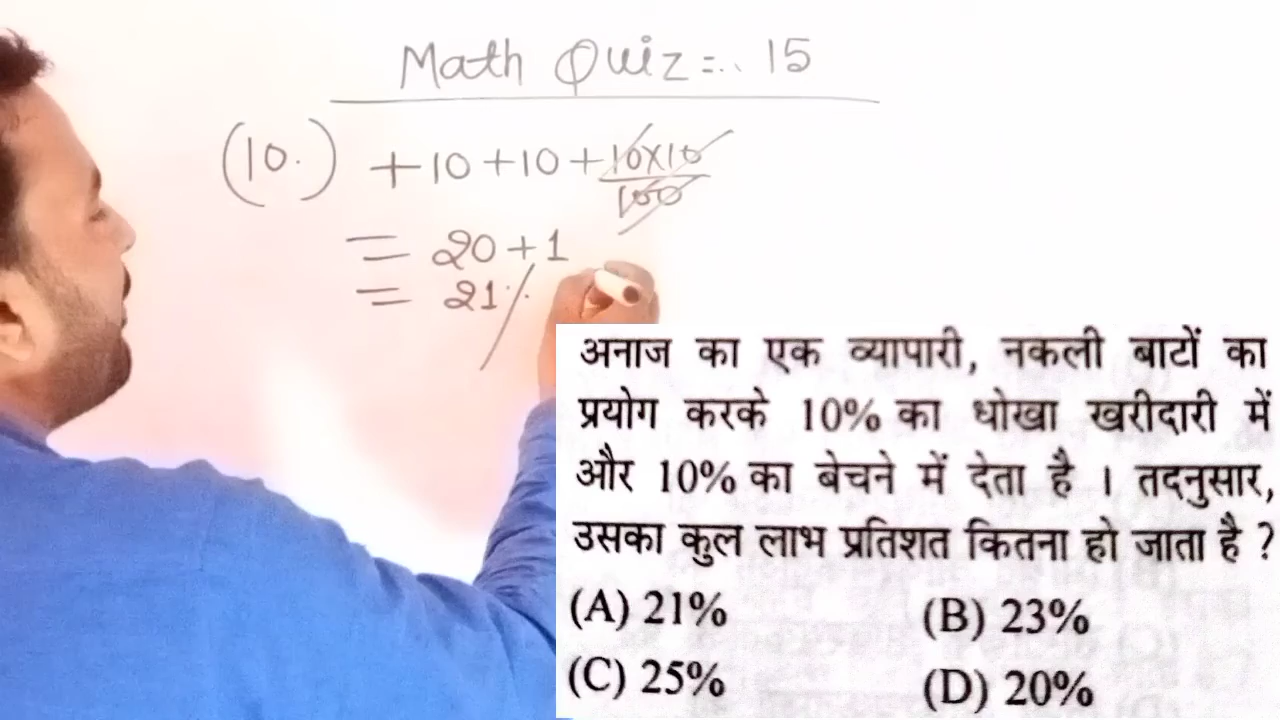 Math Quiz =.. 15
(10.) +10 +10 + 10×10/100
= 20 + 1
= 21%
अनाज का एक व्यापारी, नकली बाटों का
प्रयोग करके 10% का धोखा खरीदारी में
और 10% का बेचने में देता है । तदनुसार,
उसका कुल लाभ प्रतिशत कितना हो जाता है ?
(A) 21% (B) 23%
(C) 25% (D) 20%